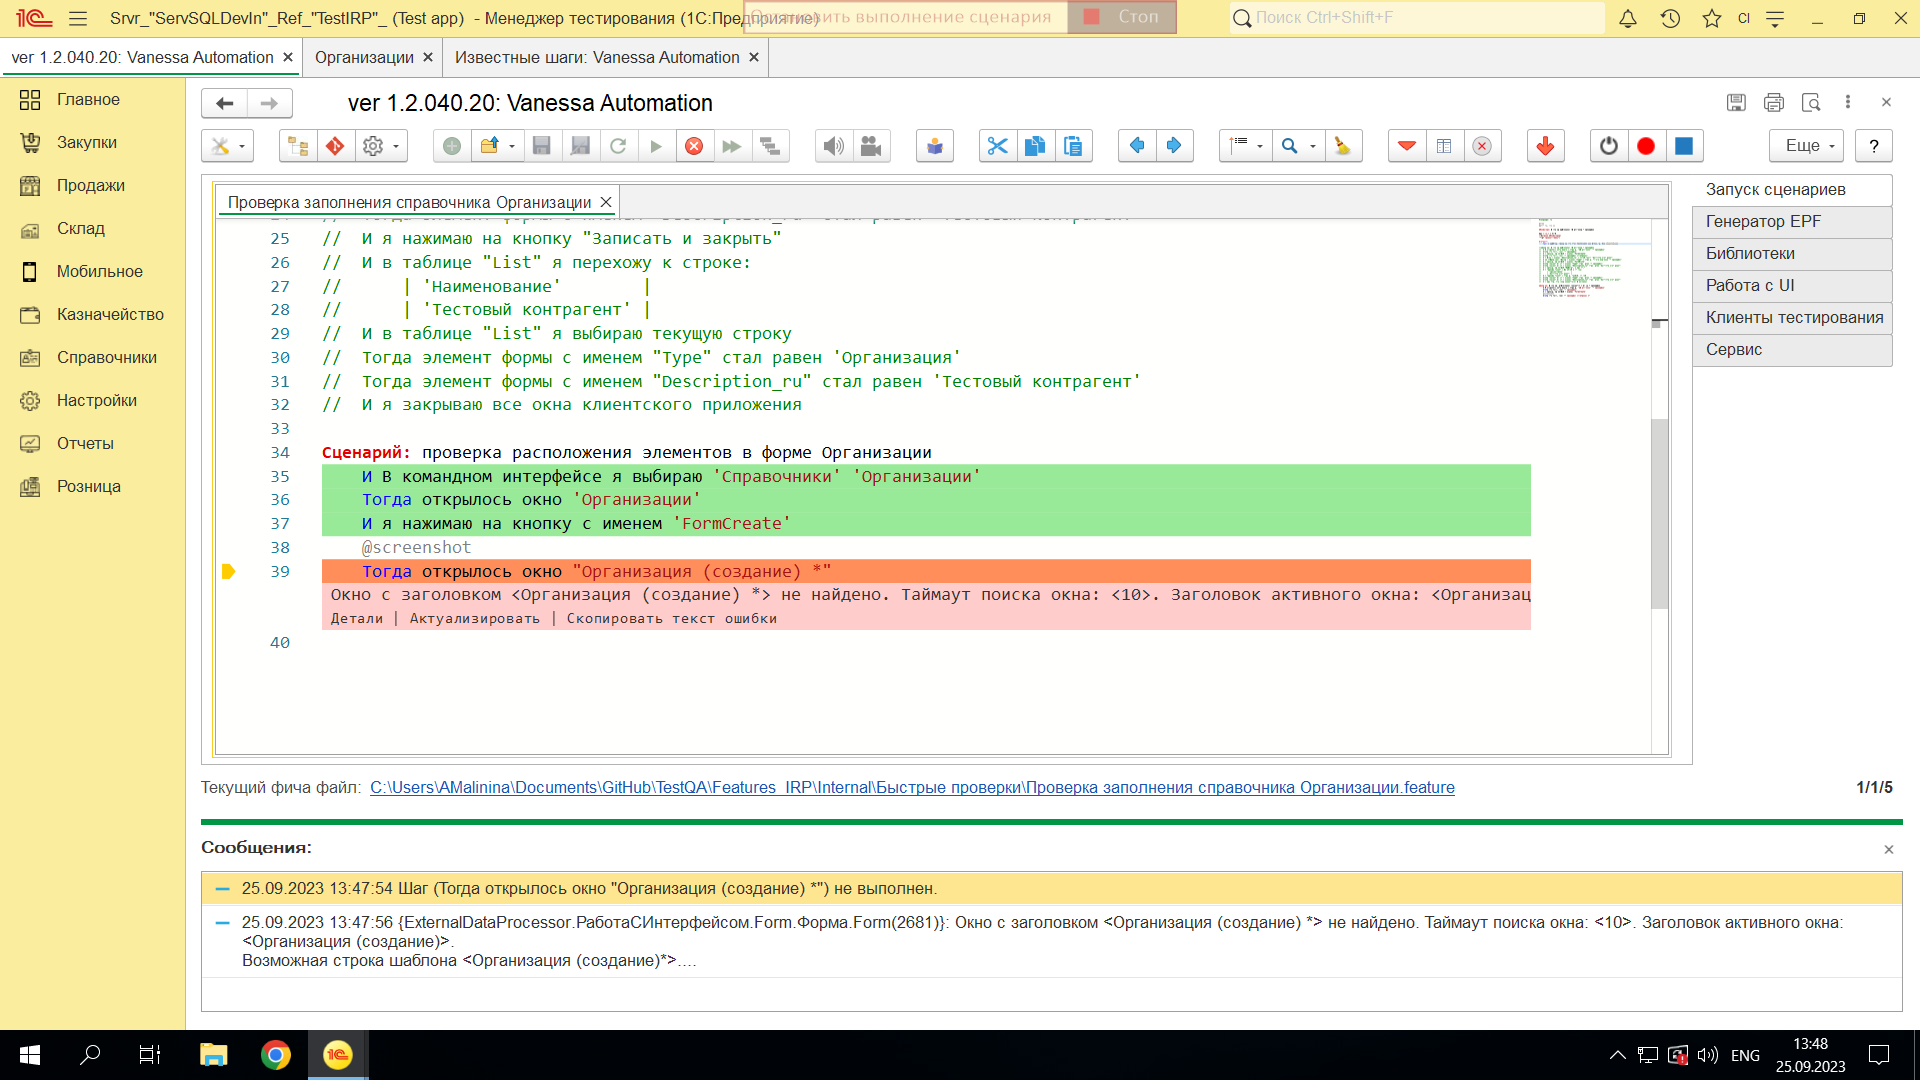 Srvr_"ServSQLDevIn"_Ref_"TestIRP"_ (Test app) - Менеджер тестирования (1С:Предприятие)
Остановить выполнение сценария
Стоп
Поиск Ctrl+Shift+F
CI
ver 1.2.040.20: Vanessa Automation
Организации
Известные шаги: Vanessa Automation
Главное
Закупки
Продажи
Склад
Мобильное
Казначейство
Справочники
Настройки
Отчеты
Розница
ver 1.2.040.20: Vanessa Automation
Еще
?
Проверка заполнения справочника Организации
25 // И я нажимаю на кнопку "Записать и закрыть"
26 // И в таблице "List" я перехожу к строке:
27 // | 'Наименование' |
28 // | 'Тестовый контрагент' |
29 // И в таблице "List" я выбираю текущую строку
30 // Тогда элемент формы с именем "Type" стал равен 'Организация'
31 // Тогда элемент формы с именем "Description_ru" стал равен 'Тестовый контрагент'
32 // И я закрываю все окна клиентского приложения
33
34 Сценарий: проверка расположения элементов в форме Организации
35 И В командном интерфейсе я выбираю 'Справочники' 'Организации'
36 Тогда открылось окно 'Организации'
37 И я нажимаю на кнопку с именем 'FormCreate'
38 @screenshot
39 Тогда открылось окно "Организация (создание) *"
Окно с заголовком <Организация (создание) *> не найдено. Таймаут поиска окна: <10>. Заголовок активного окна: <Организац
Детали | Актуализировать | Скопировать текст ошибки
40
Запуск сценариев
Генератор EPF
Библиотеки
Работа с UI
Клиенты тестирования
Сервис
Текущий фича файл: C:\Users\AMalinina\Documents\GitHub\TestQA\Features_IRP\Internal\Быстрые проверки\Проверка заполнения справочника Организации.feature
1/1/5
Сообщения:
25.09.2023 13:47:54 Шаг (Тогда открылось окно "Организация (создание) *") не выполнен.
25.09.2023 13:47:56 {ExternalDataProcessor.РаботаСИнтерфейсом.Form.Форма.Form(2681)}: Окно с заголовком <Организация (создание) *> не найдено. Таймаут поиска окна: <10>. Заголовок активного окна:
<Организация (создание)>.
Возможная строка шаблона <Организация (создание)*>....
ENG
13:48
25.09.2023